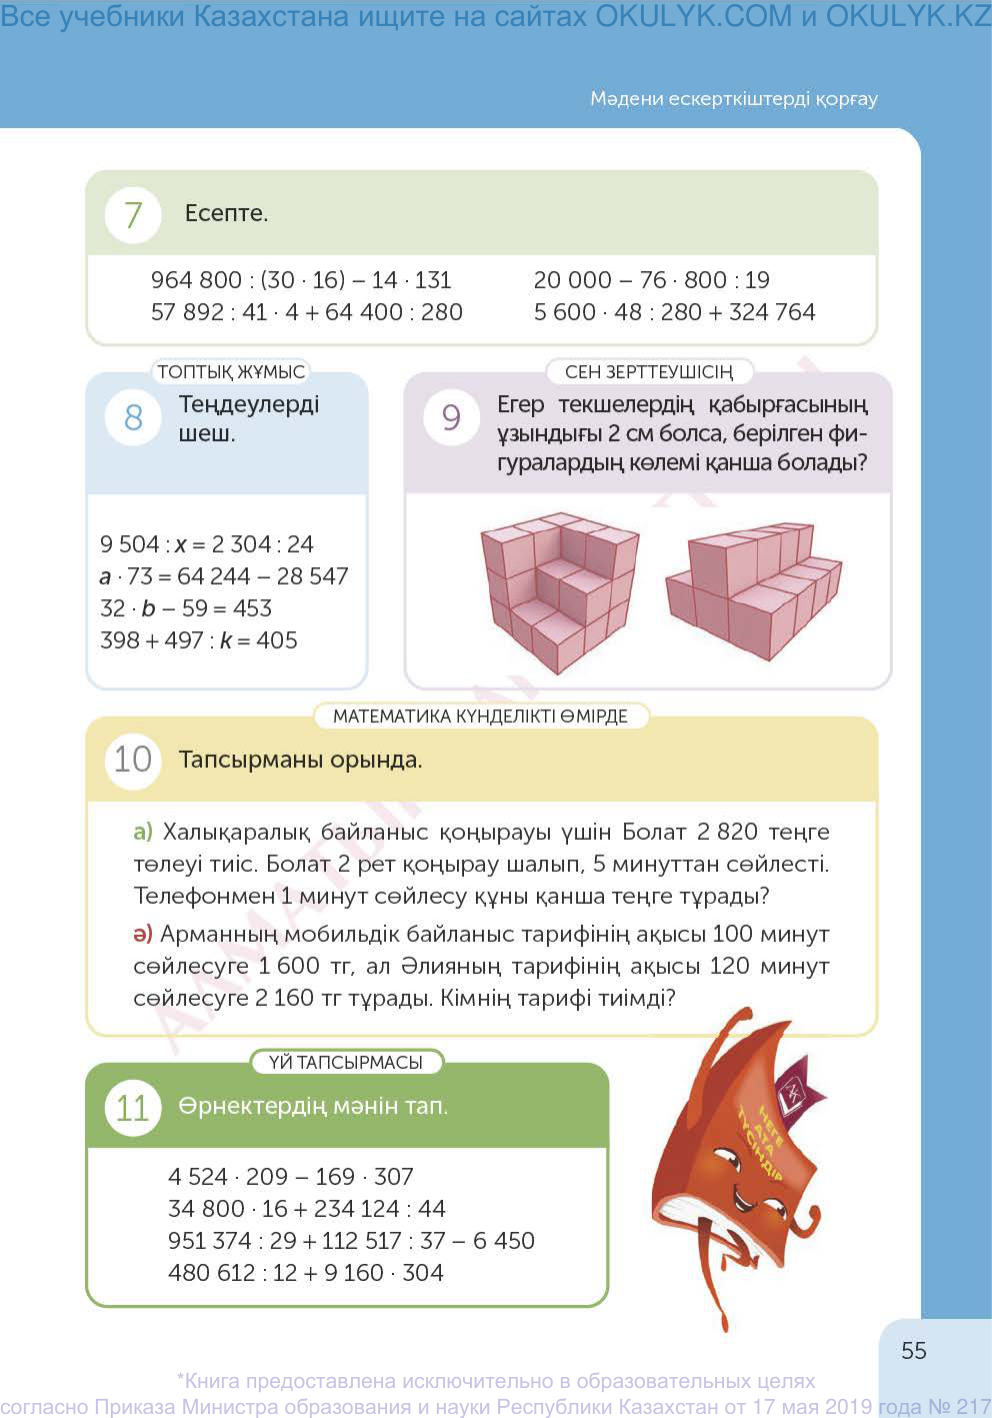 Все учебники Казахстана ищите на сайтах OKULYK.COM и OKULYK.KZ
Мәдени ескерткіштерді қорғау
7 Есепте.
964 800 : (30 · 16) – 14 · 131
57 892 : 41 · 4 + 64 400 : 280
20 000 – 76 · 800 : 19
5 600 · 48 : 280 + 324 764
ТОПТЫҚ ЖҰМЫС
8 Теңдеулерді
шеш.
9 504 : x = 2 304 : 24
a · 73 = 64 244 – 28 547
32 · b – 59 = 453
398 + 497 : k = 405
СЕН ЗЕРТТЕУШІСІҢ
9 Егер текшелердің қабырғасының
ұзындығы 2 см болса, берілген фи-
гуралардың көлемі қанша болады?
МАТЕМАТИКА КҮНДЕЛІКТІ ӨМІРДЕ
10 Тапсырманы орында.
а) Халықаралық байланыс қоңырауы үшін Болат 2 820 теңге
төлеуі тиіс. Болат 2 рет қоңырау шалып, 5 минуттан сөйлесті.
Телефонмен 1 минут сөйлесу құны қанша теңге тұрады?
ә) Арманның мобильдік байланыс тарифінің ақысы 100 минут
сөйлесуге 1 600 тг, ал Әлияның тарифінің ақысы 120 минут
сөйлесуге 2 160 тг тұрады. Кімнің тарифі тиімді?
ҮЙ ТАПСЫРМАСЫ
11 Өрнектердің мәнін тап.
4 524 · 209 – 169 · 307
34 800 · 16 + 234 124 : 44
951 374 : 29 + 112 517 : 37 – 6 450
480 612 : 12 + 9 160 · 304
НЕГЕ
АТА
ТҮСІНДІР
55
*Книга предоставлена исключительно в образовательных целях
согласно Приказа Министра образования и науки Республики Казахстан от 17 мая 2019 года № 217